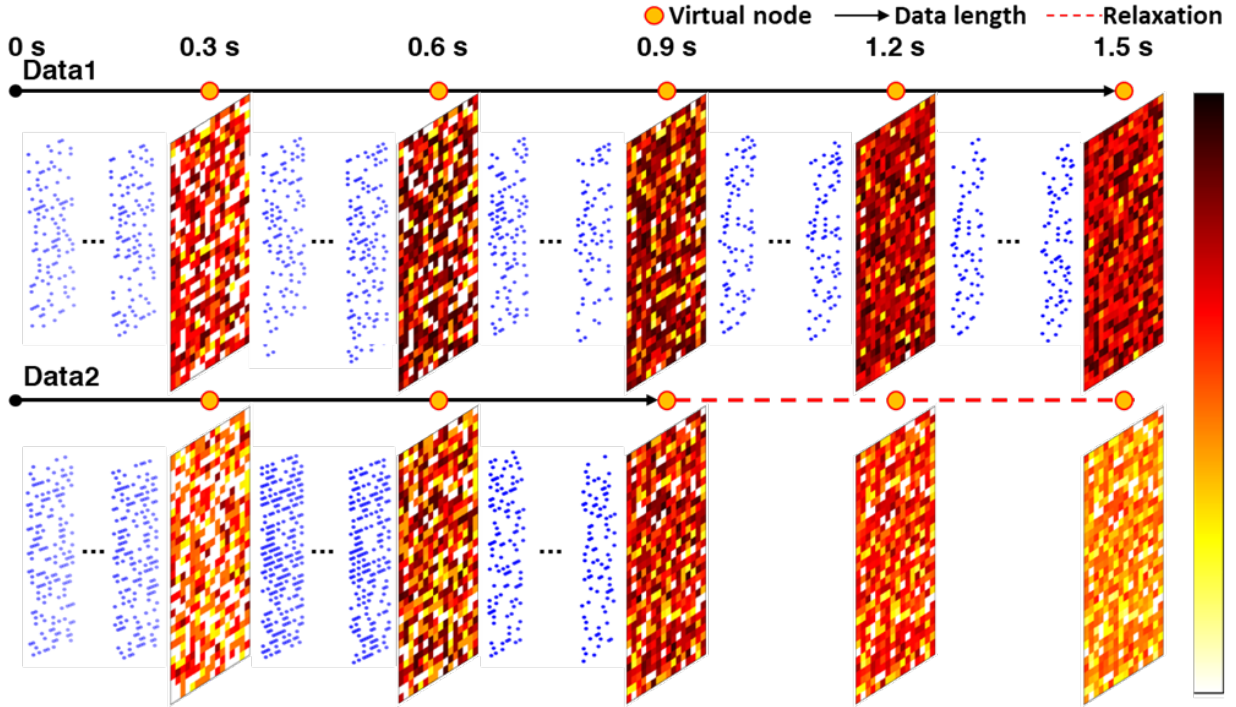 Virtual node Data length Relaxation
0 s 0.3 s 0.6 s 0.9 s 1.2 s 1.5 s
Data1
... ... ... ... ...
Data2
... ... ...